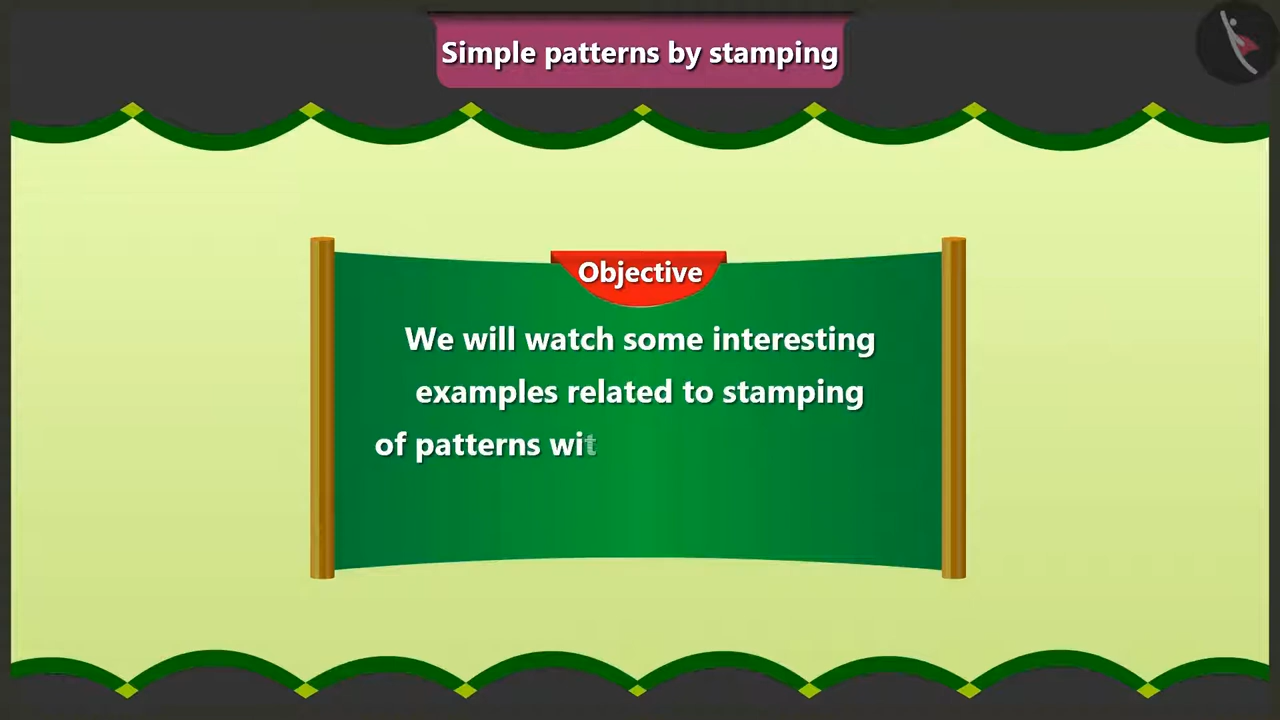 Simple patterns by stamping
Objective
We will watch some interesting
examples related to stamping
of patterns wit